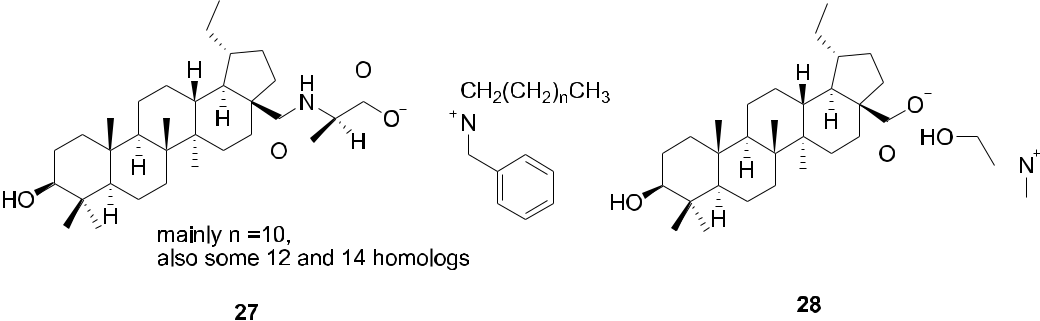 H
H
N
O
O−
H
H
H
O
HO
H
+
N
CH2(CH2)nCH3
mainly n =10,
also some 12 and 14 homologs
27
H
H
O−
O
H
HO
H
HO
N+
28